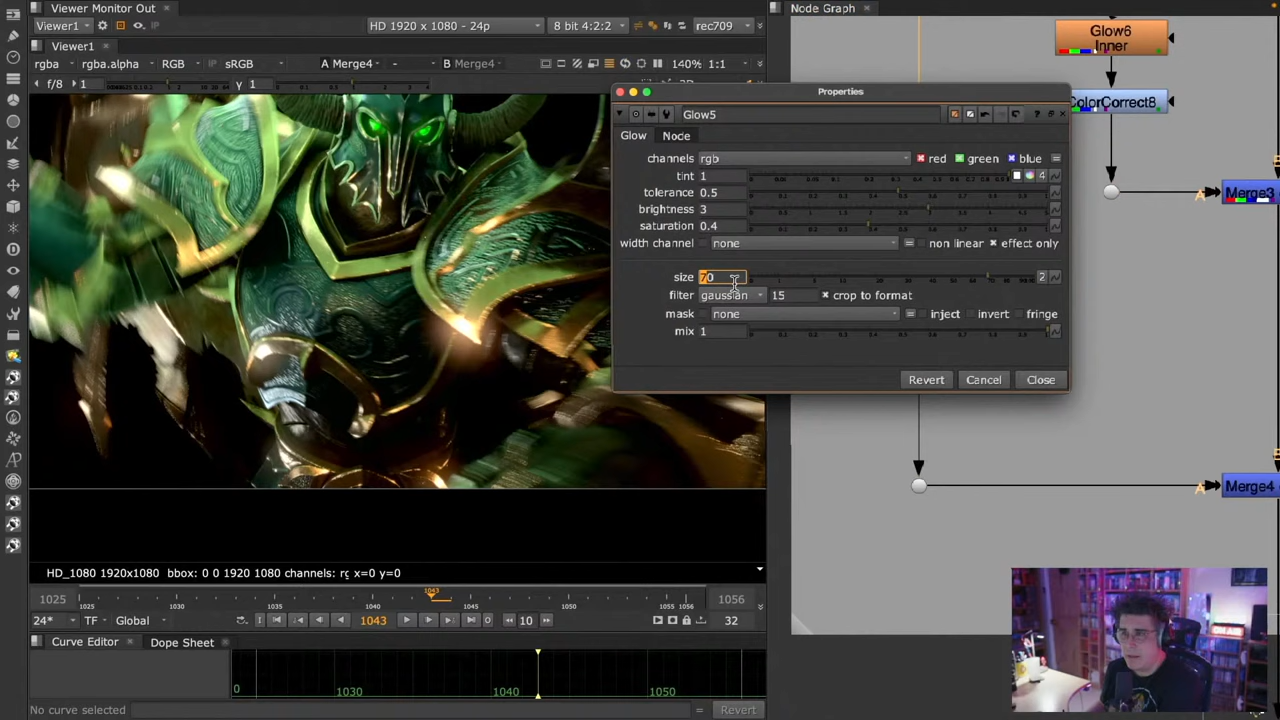 Viewer Monitor Out
Viewer1
HD 1920 x 1080 - 24p
8 bit 4:2:2
rec709
Viewer1
rgba
rgba.alpha
RGB
sRGB
A Merge4
B Merge4
140% 1:1
f/8
1
γ 1
HD_1080 1920x1080 bbox: 0 0 1920 1080 channels: rg x=0 y=0
1025
1025
1030
1035
1040
1043
1045
1050
1055
1056
1056
24*
TF
Global
1043
10
32
Curve Editor
Dope Sheet
0
1030
1040
1050
No curve selected
=
Revert
Node Graph
Glow6
Inner
ColorCorrect8
A
Merge3
A
Merge4
Properties
Glow5
Glow
Node
channels rgb red green blue =
tint 1 4
tolerance 0.5
brightness 3
saturation 0.4
width channel none = non linear effect only
size 70 2
filter gaussian 15 crop to format
mask none = inject invert fringe
mix 1
Revert Cancel Close